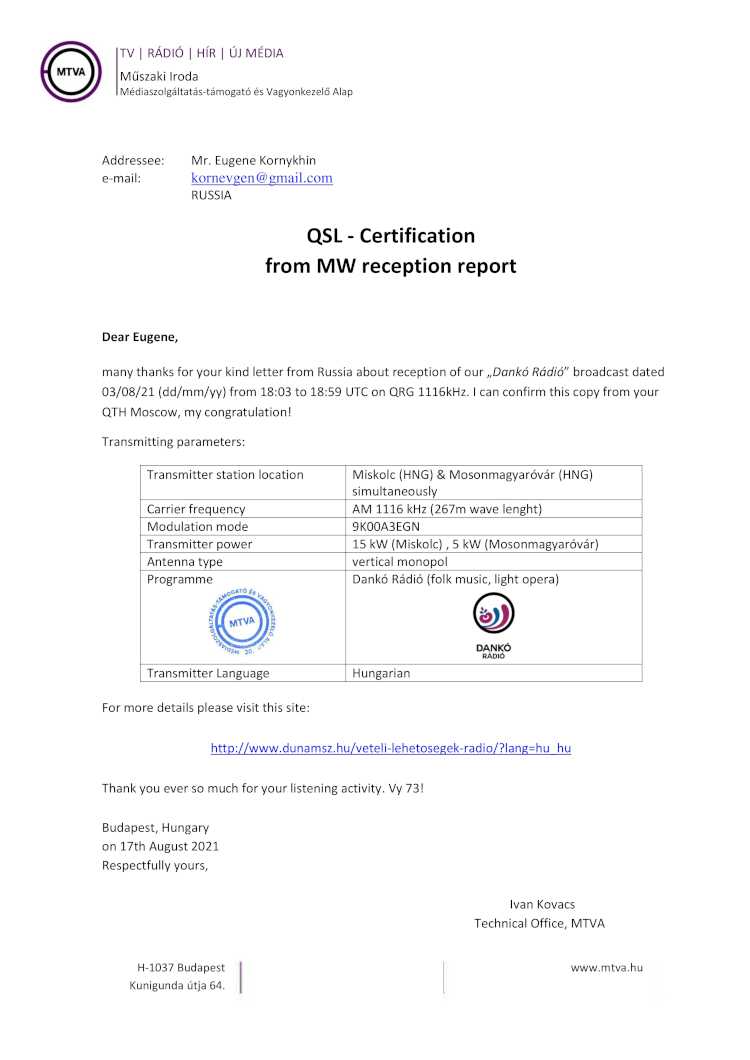 MTVA
TV | RÁDIÓ | HÍR | ÚJ MÉDIA
Műszaki Iroda
Médiaszolgáltatás-támogató és Vagyonkezelő Alap
Addressee: Mr. Eugene Kornykhin
e-mail: kornevgen@gmail.com
RUSSIA
QSL - Certification
from MW reception report
Dear Eugene,
many thanks for your kind letter from Russia about reception of our „Dankó Rádió” broadcast dated
03/08/21 (dd/mm/yy) from 18:03 to 18:59 UTC on QRG 1116kHz. I can confirm this copy from your
QTH Moscow, my congratulation!
Transmitting parameters:
Transmitter station location Miskolc (HNG) & Mosonmagyaróvár (HNG)
simultaneously
Carrier frequency AM 1116 kHz (267m wave lenght)
Modulation mode 9K00A3EGN
Transmitter power 15 kW (Miskolc) , 5 kW (Mosonmagyaróvár)
Antenna type vertical monopol
Programme Dankó Rádió (folk music, light opera)
MTVA
DANKÓ
RÁDIÓ
Transmitter Language Hungarian
For more details please visit this site:
http://www.dunamsz.hu/veteli-lehetosegek-radio/?lang=hu_hu
Thank you ever so much for your listening activity. Vy 73!
Budapest, Hungary
on 17th August 2021
Respectfully yours,
Ivan Kovacs
Technical Office, MTVA
H-1037 Budapest
Kunigunda útja 64.
www.mtva.hu